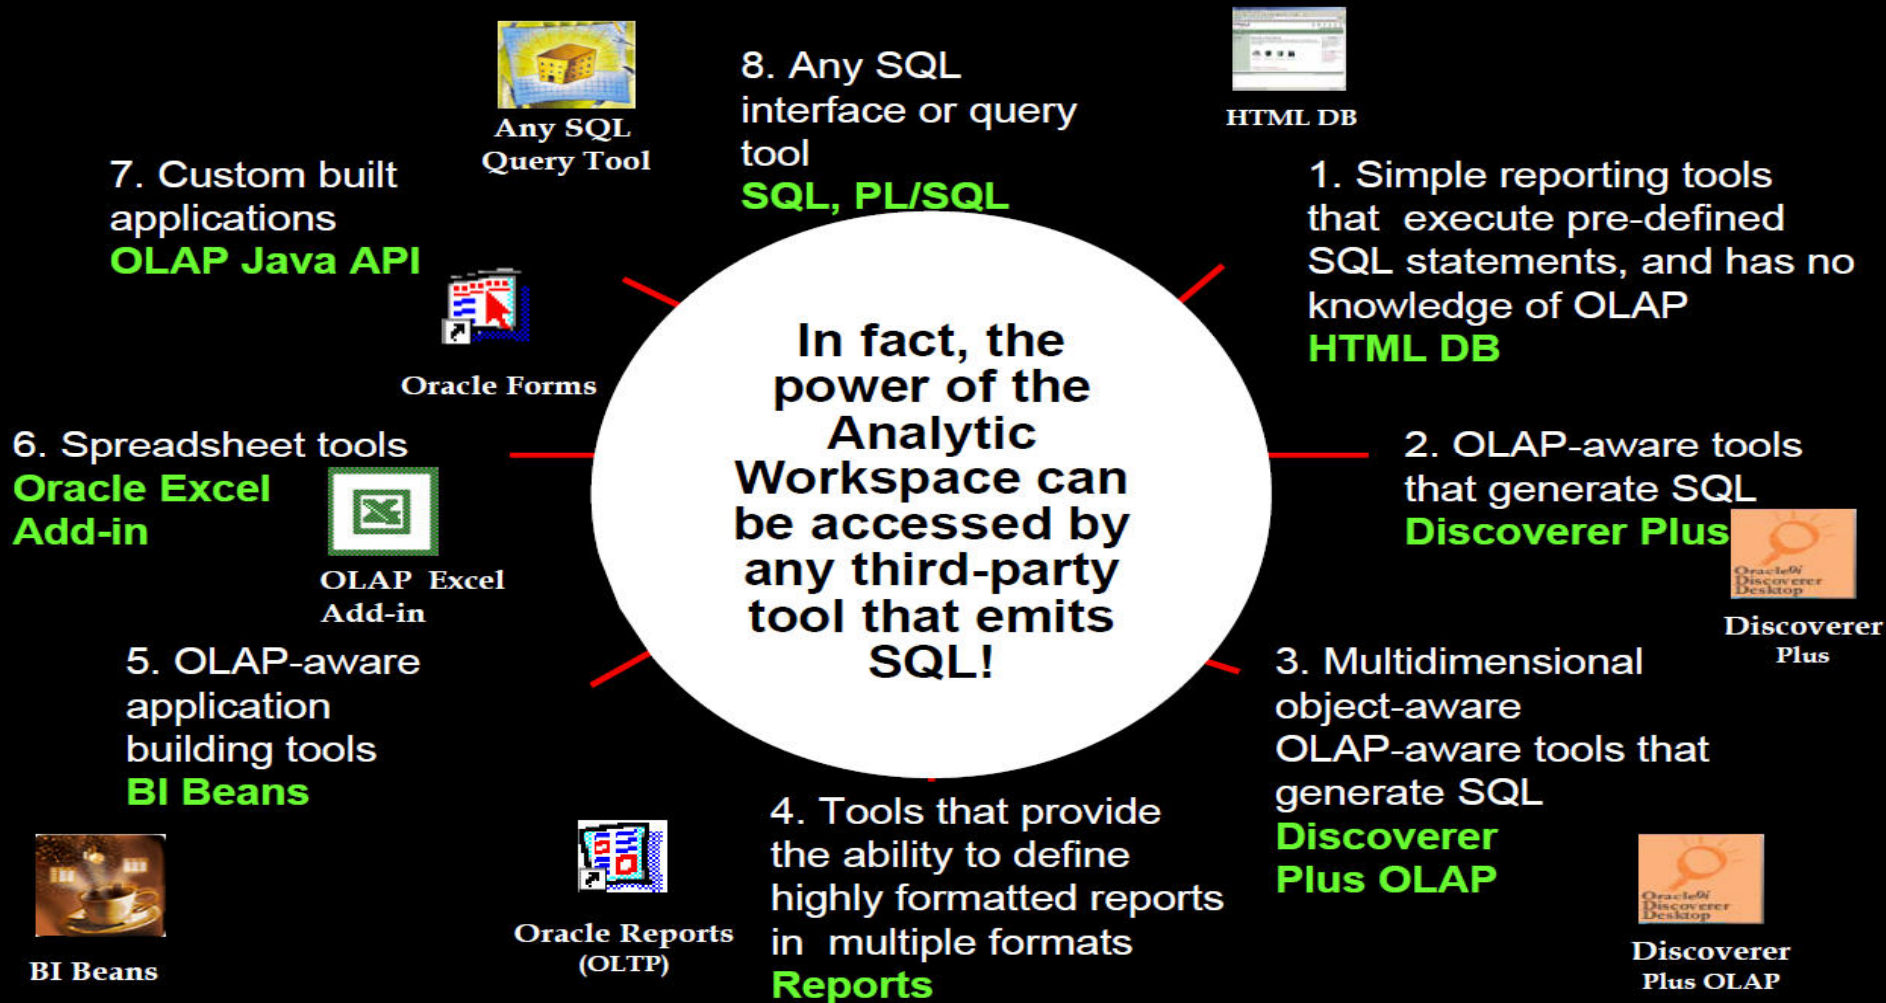 Any SQL
Query Tool
8. Any SQL
interface or query
tool
SQL, PL/SQL
HTML DB
1. Simple reporting tools
that execute pre-defined
SQL statements, and has no
knowledge of OLAP
HTML DB
7. Custom built
applications
OLAP Java API
Oracle Forms
In fact, the
power of the
Analytic
Workspace can
be accessed by
any third-party
tool that emits
SQL!
2. OLAP-aware tools
that generate SQL
Discoverer Plus
Oracle9i
Discoverer
Desktop
Discoverer
Plus
6. Spreadsheet tools
Oracle Excel
Add-in
OLAP Excel
Add-in
3. Multidimensional
object-aware
OLAP-aware tools that
generate SQL
Discoverer
Plus OLAP
Oracle9i
Discoverer
Desktop
Discoverer
Plus OLAP
5. OLAP-aware
application
building tools
BI Beans
BI Beans
Oracle Reports
(OLTP)
4. Tools that provide
the ability to define
highly formatted reports
in multiple formats
Reports